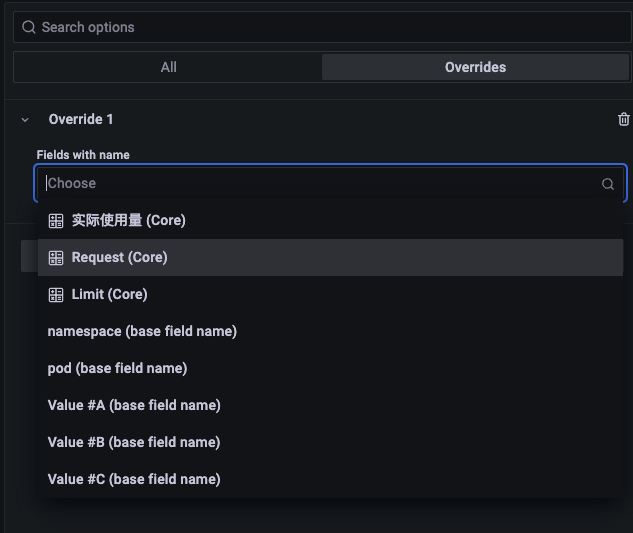 Search options
All
Overrides
Override 1
Fields with name
Choose
实际使用量 (Core)
Request (Core)
Limit (Core)
namespace (base field name)
pod (base field name)
Value #A (base field name)
Value #B (base field name)
Value #C (base field name)